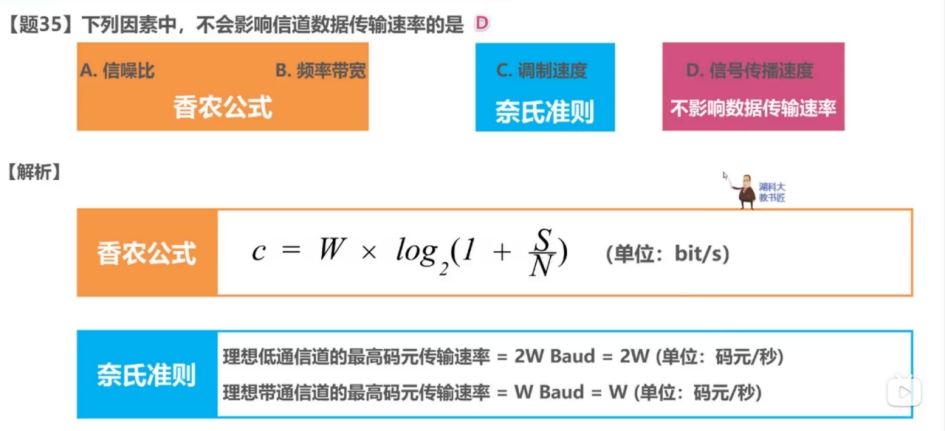 【题35】下列因素中，不会影响信道数据传输速率的是 D
A. 信噪比 B. 频率带宽 C. 调制速度 D. 信号传播速度
香农公式 奈氏准则 不影响数据传输速率
【解析】
湖科大
教书匠
香农公式 c = W × log₂(1 + S/N) (单位：bit/s)
奈氏准则
理想低通信道的最高码元传输速率 = 2W Baud = 2W (单位：码元/秒)
理想带通信道的最高码元传输速率 = W Baud = W (单位：码元/秒)